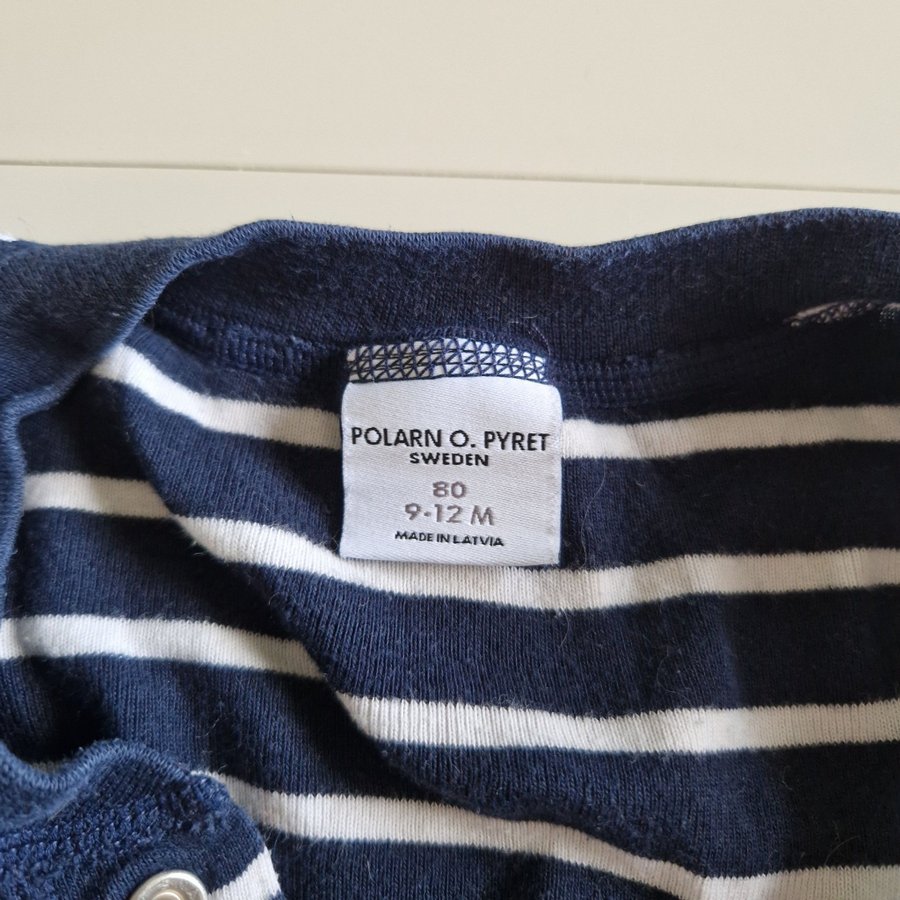 POLARN O. PYRET
SWEDEN
80
9-12 M
MADE IN LATVIA